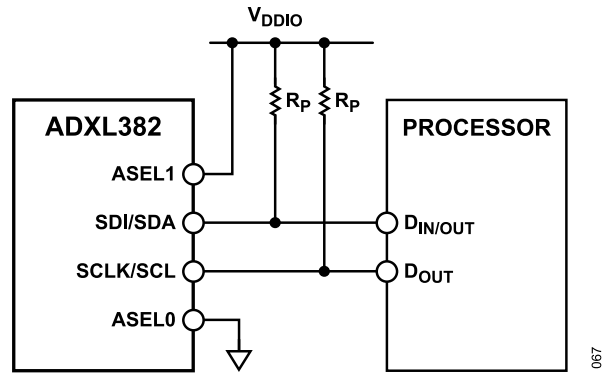 VDDIO
RP RP
ADXL382
PROCESSOR
ASEL1
SDI/SDA
DIN/OUT
SCLK/SCL
DOUT
ASEL0
067